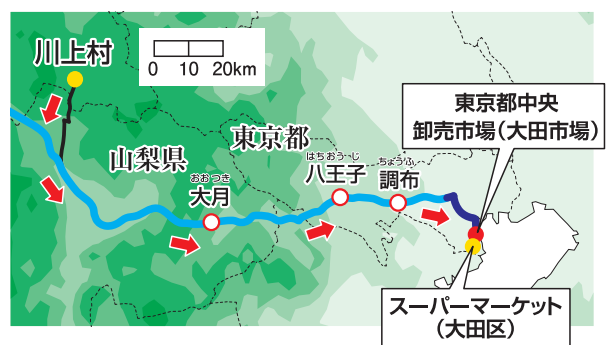 川上村
0 10 20km
東京都中央
卸売市場(大田市場)
東京都
山梨県
はちおうじ
八王子
ちょうふ
調布
おおつき
大月
スーパーマーケット
(大田区)